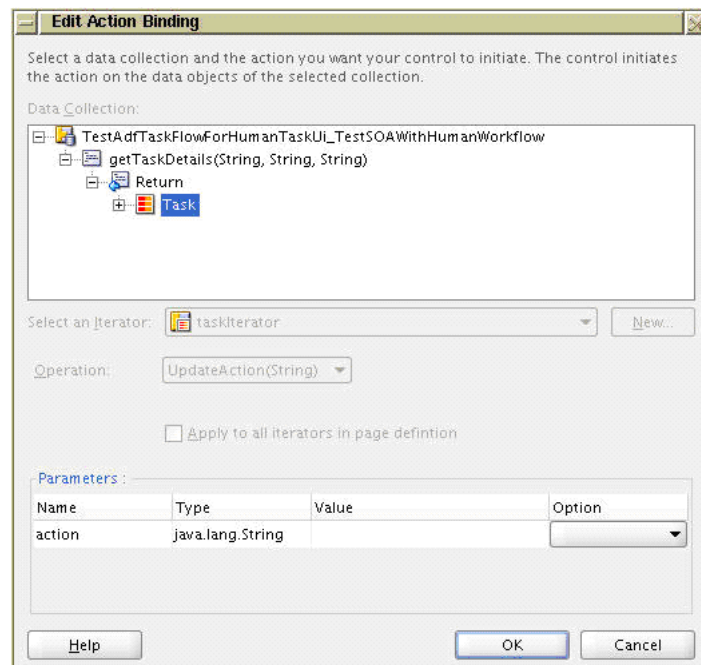 Edit Action Binding
Select a data collection and the action you want your control to initiate. The control initiates
the action on the data objects of the selected collection.
Data Collection:
TestAdfTaskFlowForHumanTaskUi_TestSOAWithHumanWorkflow
getTaskDetails(String, String, String)
Return
Task
Select an Iterator: taskIterator New...
Operation: UpdateAction(String)
Apply to all iterators in page defintion
Parameters :
Name Type Value Option
action java.lang.String
Help OK Cancel